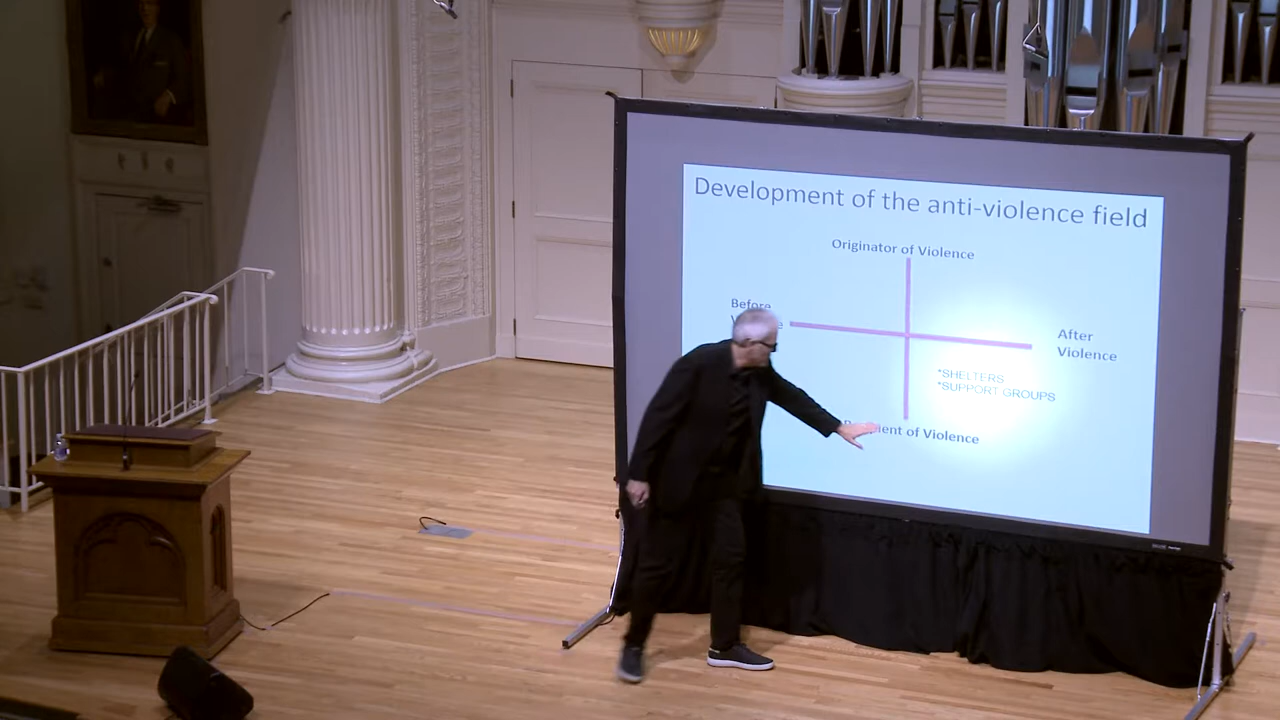 Development of the anti-violence field
Originator of Violence
Before
After
Violence
*SHELTERS
*SUPPORT GROUPS
of Violence